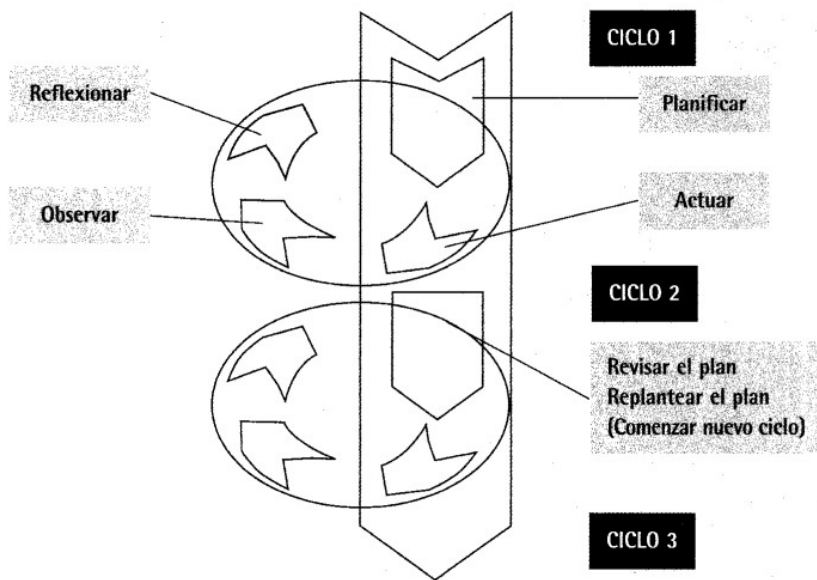 CICLO 1
Reflexionar
Planificar
Observar
Actuar
CICLO 2
Revisar el plan
Replantear el plan
(Comenzar nuevo ciclo)
CICLO 3